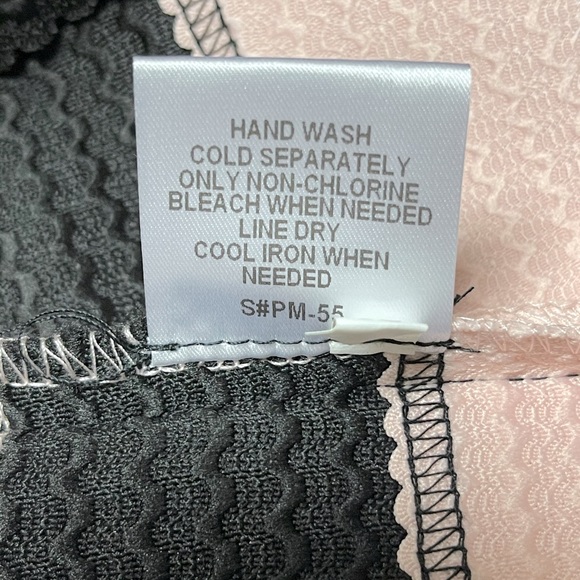 HAND WASH
COLD SEPARATELY
ONLY NON-CHLORINE
BLEACH WHEN NEEDED
LINE DRY
COOL IRON WHEN
NEEDED
S#PM-55